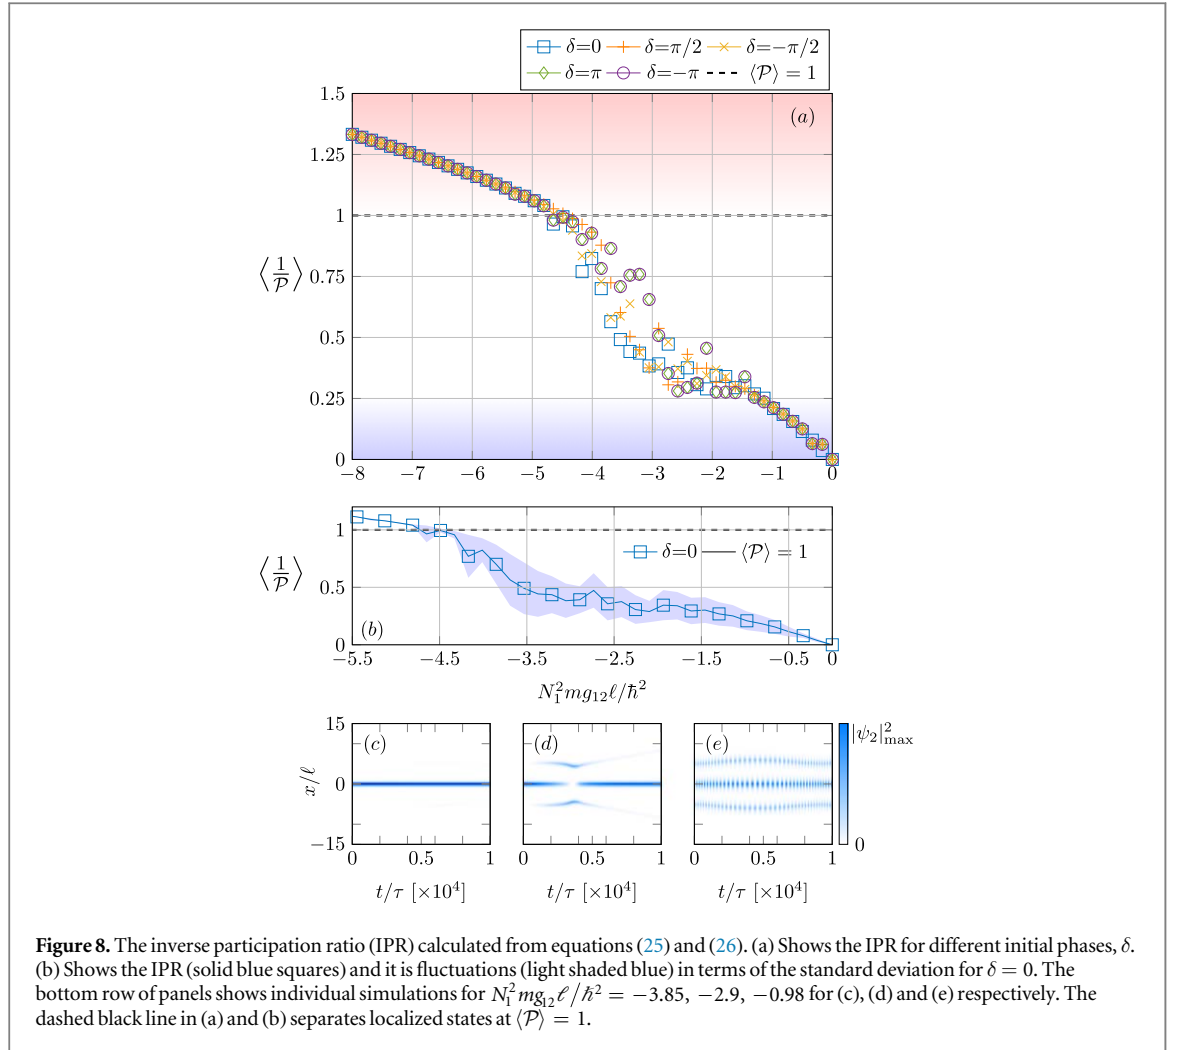 δ=0 δ=π/2 δ=−π/2
δ=π δ=−π ⟨𝒫⟩ = 1
1.5
(a)
1.25
1
⟨1/𝒫⟩
0.75
0.5
0.25
0
−8 −7 −6 −5 −4 −3 −2 −1 0
1
⟨1/𝒫⟩
δ=0 ⟨𝒫⟩ = 1
0.5
(b)
0
−5.5 −4.5 −3.5 −2.5 −1.5 −0.5 0
N₁²mg₁₂ℓ/ħ²
15 (c) (d) (e) |ψ₂|²max
x/ℓ 0
−15 0
0 0.5 1 0 0.5 1 0 0.5 1
t/τ [×10⁴] t/τ [×10⁴] t/τ [×10⁴]
Figure 8. The inverse participation ratio (IPR) calculated from equations (25) and (26). (a) Shows the IPR for different initial phases, δ.
(b) Shows the IPR (solid blue squares) and it is fluctuations (light shaded blue) in terms of the standard deviation for δ = 0. The
bottom row of panels shows individual simulations for N₁²mg₁₂ℓ/ħ² = −3.85, −2.9, −0.98 for (c), (d) and (e) respectively. The
dashed black line in (a) and (b) separates localized states at ⟨𝒫⟩ = 1.